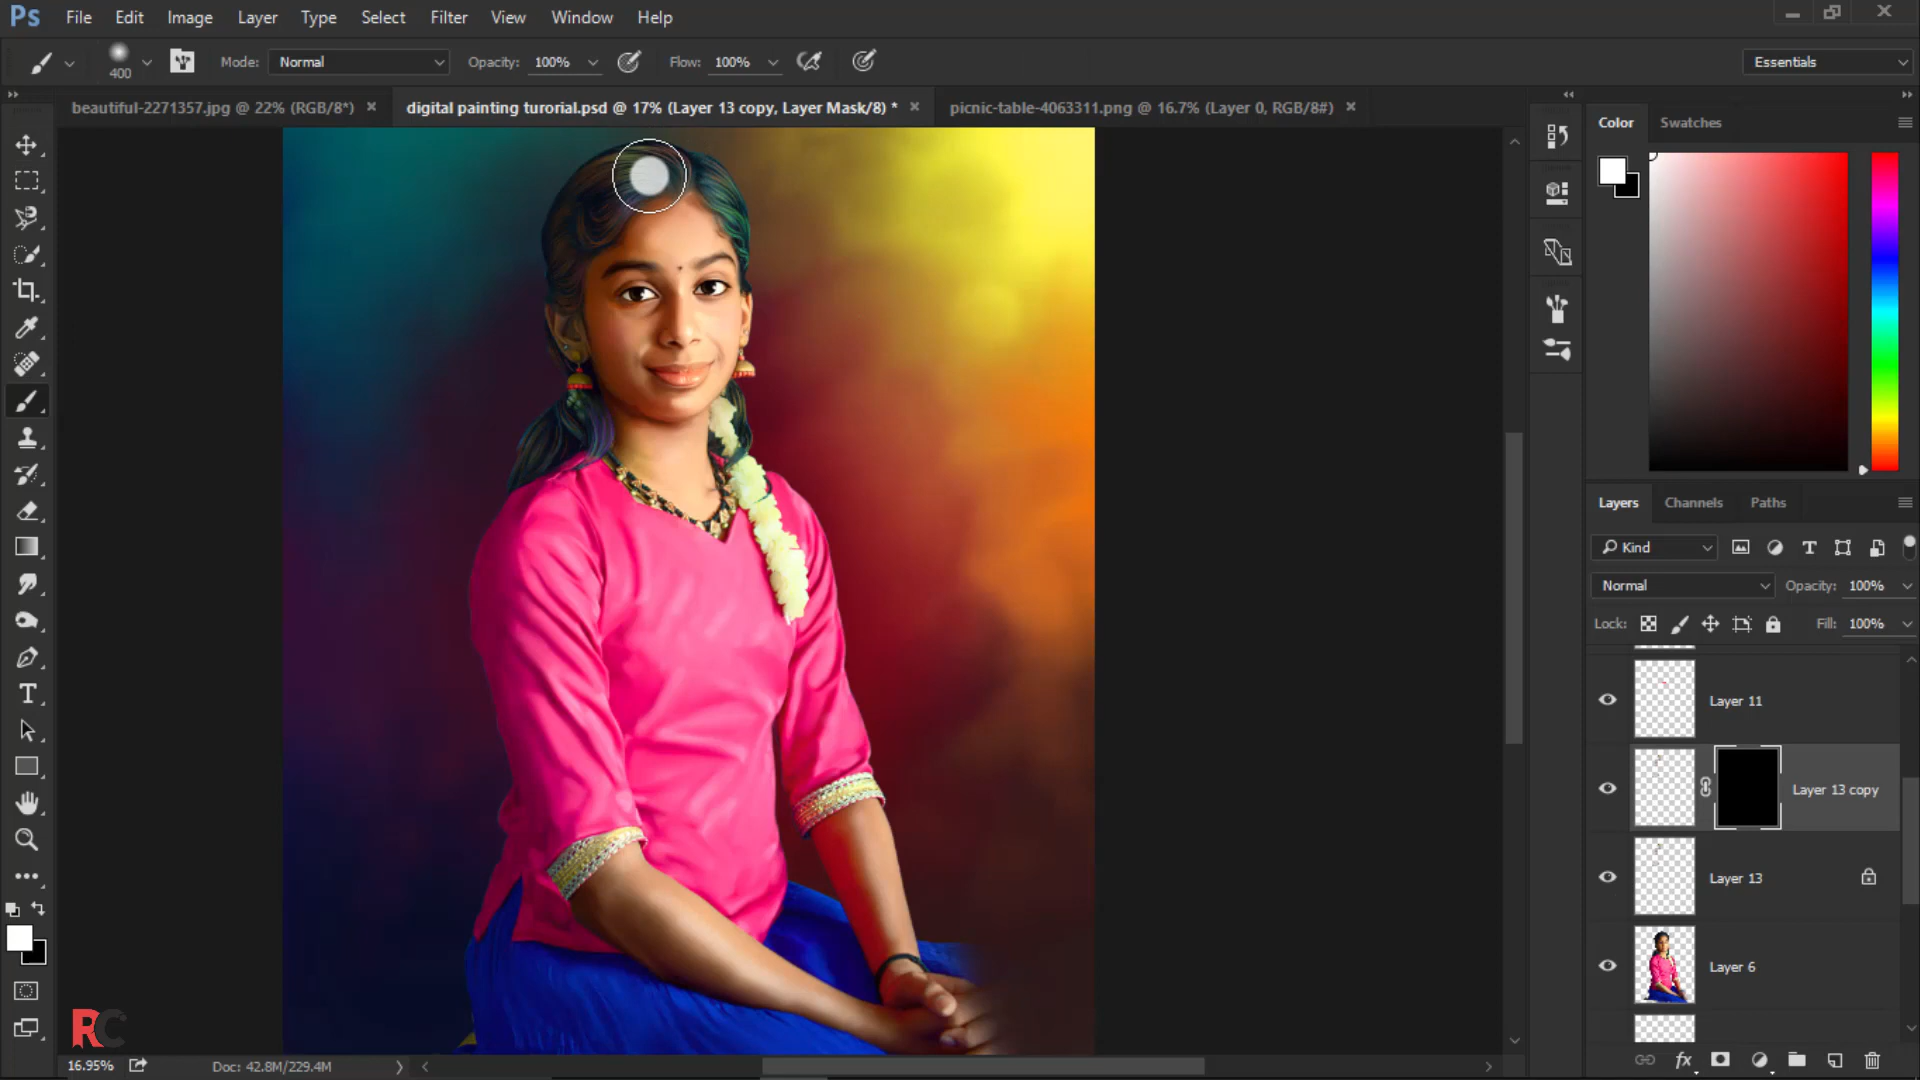 Ps File Edit Image Layer Type Select Filter View Window Help
400 Mode: Normal Opacity: 100% Flow: 100% Essentials
beautiful-2271357.jpg @ 22% (RGB/8*) digital painting turorial.psd @ 17% (Layer 13 copy, Layer Mask/8) * picnic-table-4063311.png @ 16.7% (Layer 0, RGB/8#)
Color Swatches
Layers Channels Paths
Kind
Normal Opacity: 100%
Lock: Fill: 100%
Layer 11
Layer 13 copy
Layer 13
Layer 6
RC
16.95% Doc: 42.8M/229.4M